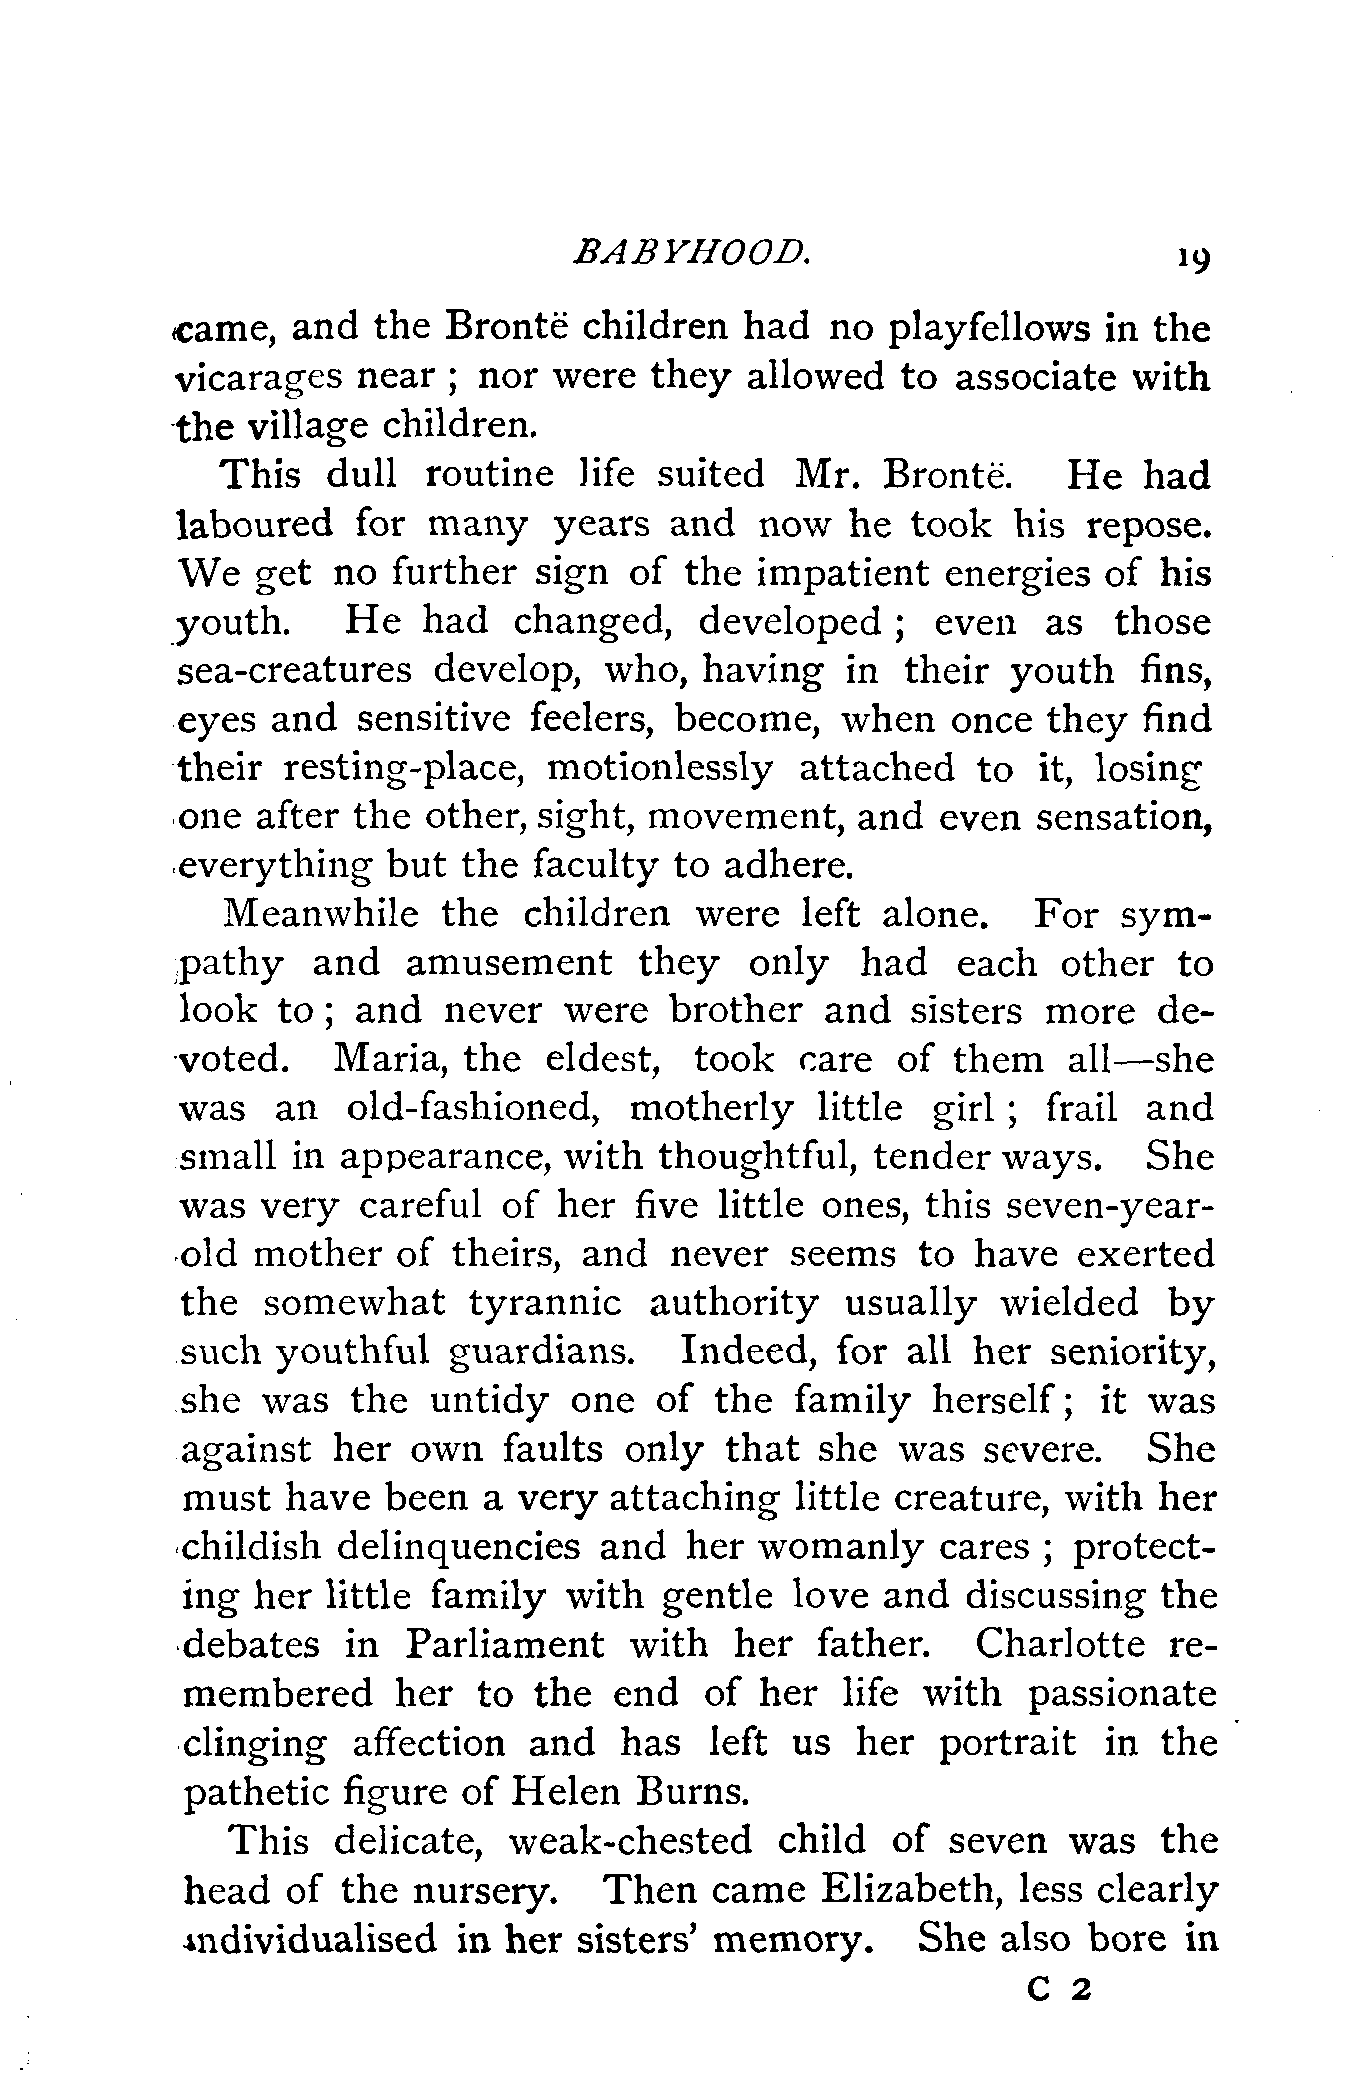 BABYHOOD. 19
came, and the Brontë children had no playfellows in the
vicarages near ; nor were they allowed to associate with
the village children.
This dull routine life suited Mr. Brontë. He had
laboured for many years and now he took his repose.
We get no further sign of the impatient energies of his
youth. He had changed, developed ; even as those
sea-creatures develop, who, having in their youth fins,
eyes and sensitive feelers, become, when once they find
their resting-place, motionlessly attached to it, losing
one after the other, sight, movement, and even sensation,
everything but the faculty to adhere.
Meanwhile the children were left alone. For sym-
pathy and amusement they only had each other to
look to ; and never were brother and sisters more de-
voted. Maria, the eldest, took care of them all—she
was an old-fashioned, motherly little girl ; frail and
small in appearance, with thoughtful, tender ways. She
was very careful of her five little ones, this seven-year-
old mother of theirs, and never seems to have exerted
the somewhat tyrannic authority usually wielded by
such youthful guardians. Indeed, for all her seniority,
she was the untidy one of the family herself ; it was
against her own faults only that she was severe. She
must have been a very attaching little creature, with her
childish delinquencies and her womanly cares ; protect-
ing her little family with gentle love and discussing the
debates in Parliament with her father. Charlotte re-
membered her to the end of her life with passionate
clinging affection and has left us her portrait in the
pathetic figure of Helen Burns.
This delicate, weak-chested child of seven was the
head of the nursery. Then came Elizabeth, less clearly
individualised in her sisters' memory. She also bore in
C 2